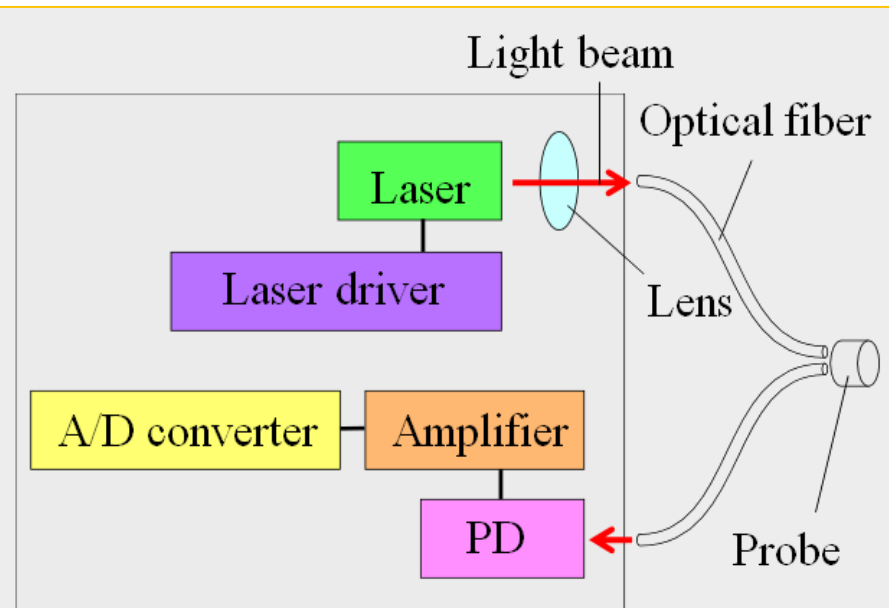 Light beam
Optical fiber
Laser
Laser driver
Lens
A/D converter
Amplifier
PD
Probe